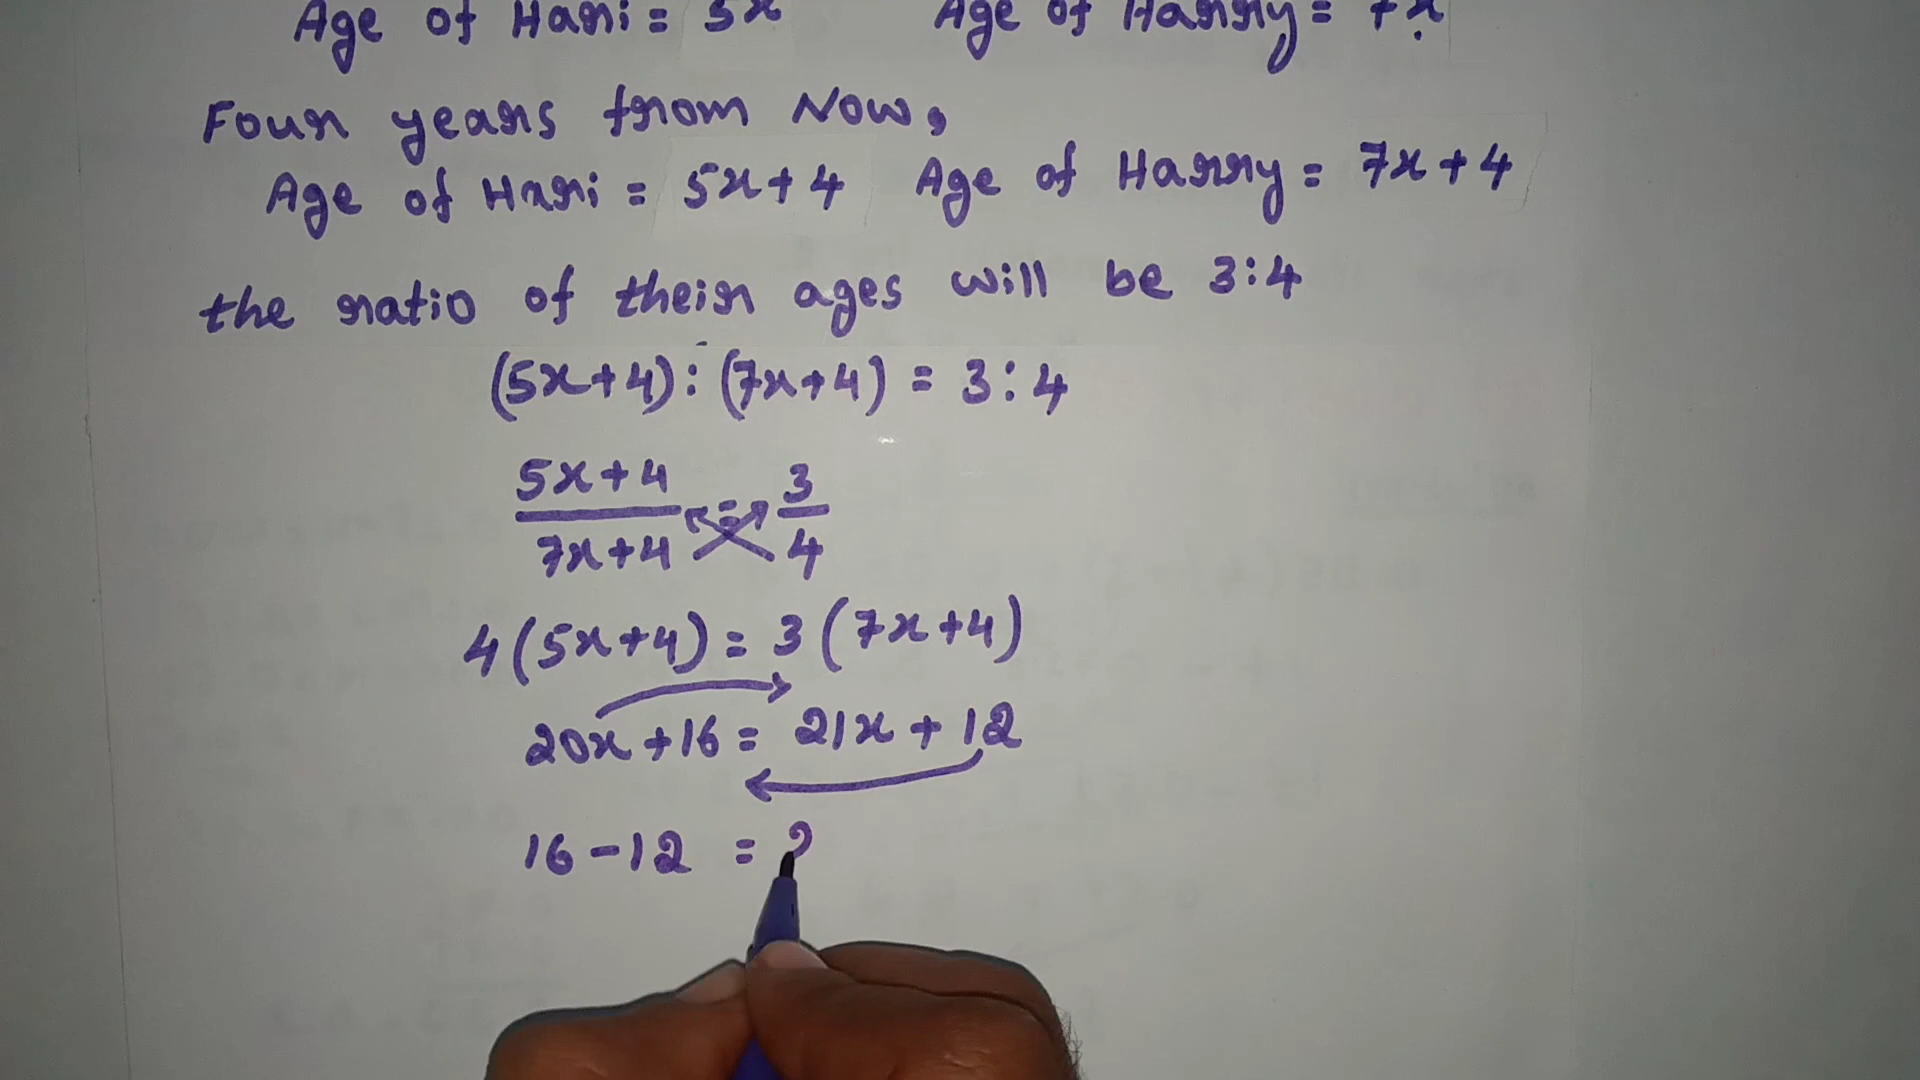 Age of Hari = 5x Age of Harry = 7x.
Four years from Now,
Age of Hari = 5x+4 Age of Harry = 7x+4
the ratio of their ages will be 3:4
(5x+4):(7x+4) = 3:4
5x+4 = 3
7x+4 4
4(5x+4) = 3(7x+4)
20x+16 = 21x+12
16-12 = 2